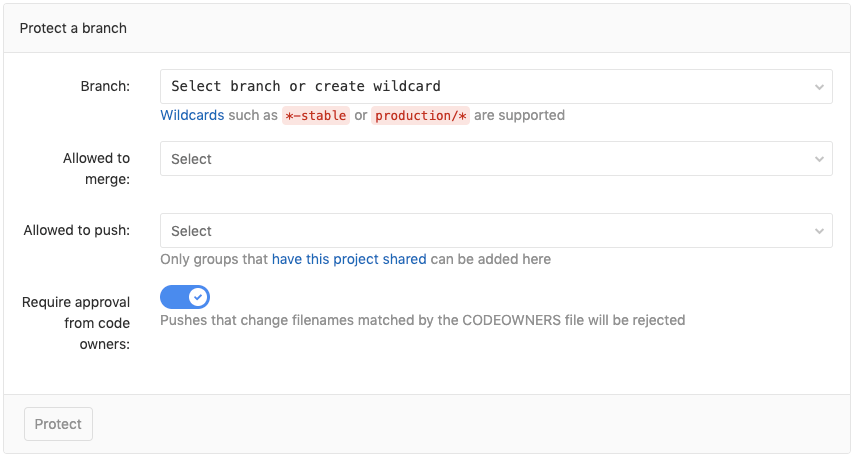 Protect a branch
Branch:
Select branch or create wildcard
Wildcards such as *-stable or production/* are supported
Allowed to
merge:
Select
Allowed to push:
Select
Only groups that have this project shared can be added here
Require approval
from code
owners:
Pushes that change filenames matched by the CODEOWNERS file will be rejected
Protect